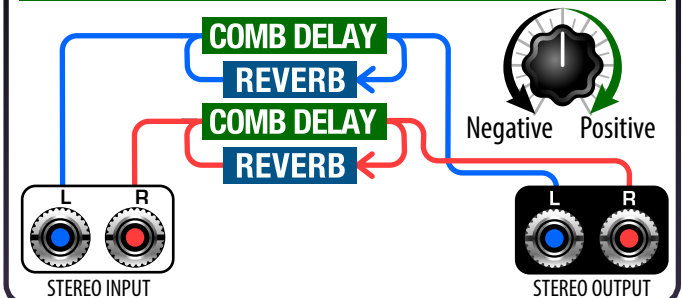 COMB DELAY
REVERB
COMB DELAY
REVERB
Negative Positive
L R
L R
STEREO INPUT
STEREO OUTPUT